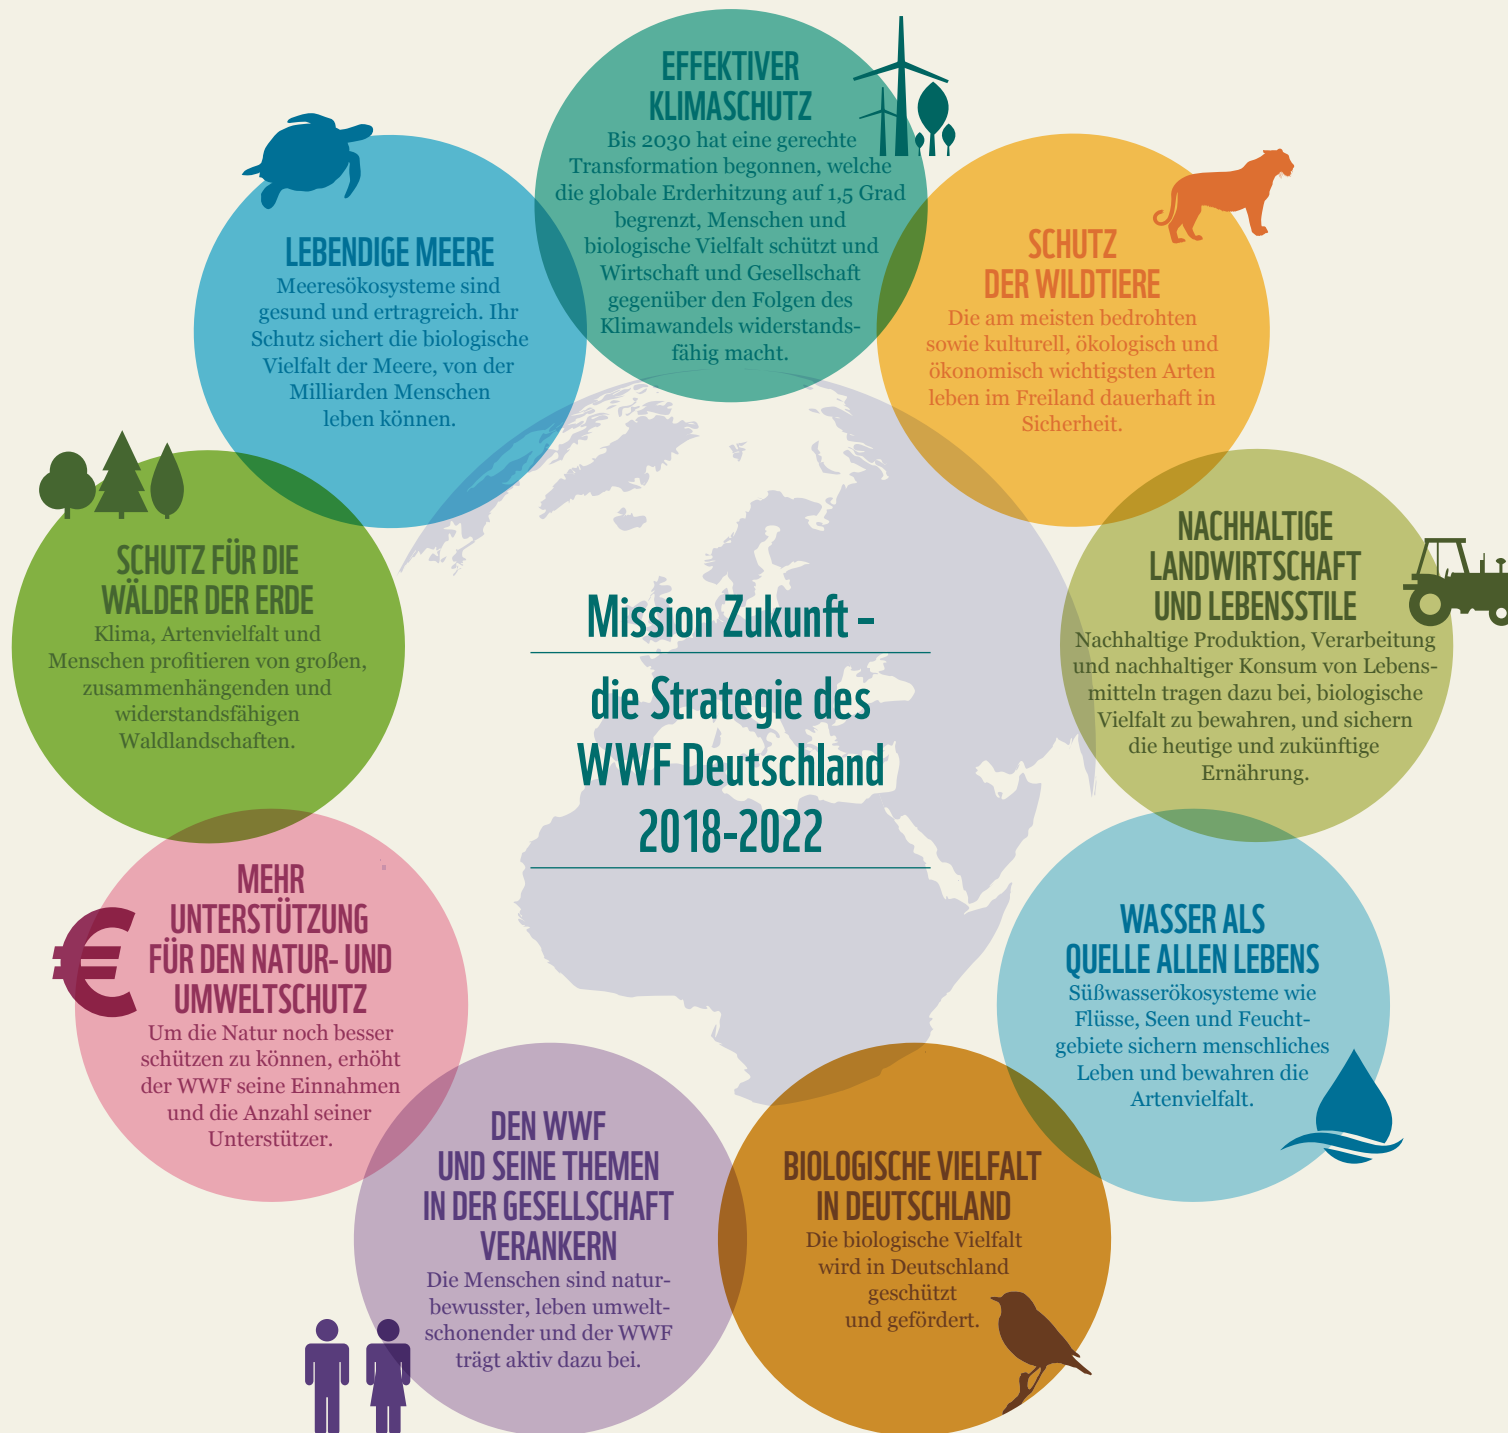 EFFEKTIVER
KLIMASCHUTZ
Bis 2030 hat eine gerechte
Transformation begonnen, welche
die globale Erderhitzung auf 1,5 Grad
begrenzt, Menschen und
biologische Vielfalt schützt und
Wirtschaft und Gesellschaft
gegenüber den Folgen des
Klimawandels widerstands-
fähig macht.
SCHUTZ
DER WILDTIERE
Die am meisten bedrohten
sowie kulturell, ökologisch und
ökonomisch wichtigsten Arten
leben im Freiland dauerhaft in
Sicherheit.
NACHHALTIGE
LANDWIRTSCHAFT
UND LEBENSSTILE
Nachhaltige Produktion, Verarbeitung
und nachhaltiger Konsum von Lebens-
mitteln tragen dazu bei, biologische
Vielfalt zu bewahren, und sichern
die heutige und zukünftige
Ernährung.
WASSER ALS
QUELLE ALLEN LEBENS
Süßwasserökosysteme wie
Flüsse, Seen und Feucht-
gebiete sichern menschliches
Leben und bewahren die
Artenvielfalt.
BIOLOGISCHE VIELFALT
IN DEUTSCHLAND
Die biologische Vielfalt
wird in Deutschland
geschützt
und gefördert.
DEN WWF
UND SEINE THEMEN
IN DER GESELLSCHAFT
VERANKERN
Die Menschen sind natur-
bewusster, leben umwelt-
schonender und der WWF
trägt aktiv dazu bei.
MEHR
UNTERSTÜTZUNG
FÜR DEN NATUR- UND
UMWELTSCHUTZ
Um die Natur noch besser
schützen zu können, erhöht
der WWF seine Einnahmen
und die Anzahl seiner
Unterstützer.
€
SCHUTZ FÜR DIE
WÄLDER DER ERDE
Klima, Artenvielfalt und
Menschen profitieren von großen,
zusammenhängenden und
widerstandsfähigen
Waldlandschaften.
LEBENDIGE MEERE
Meeresökosysteme sind
gesund und ertragreich. Ihr
Schutz sichert die biologische
Vielfalt der Meere, von der
Milliarden Menschen
leben können.
Mission Zukunft –
die Strategie des
WWF Deutschland
2018-2022